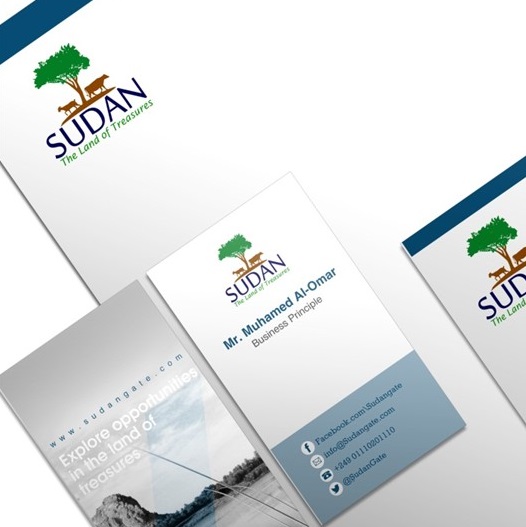 SUDAN
The Land of Treasures
SUDAN
The Land of Treasures
Mr. Muhamed Al-Omar
Business Principle
Facebook.com\Sudangate
info@Sudangate.com
+249 01110201110
@SudanGate
www.sudangate.com
Explore opportunities
in the land of
treasures
SUD
The Land